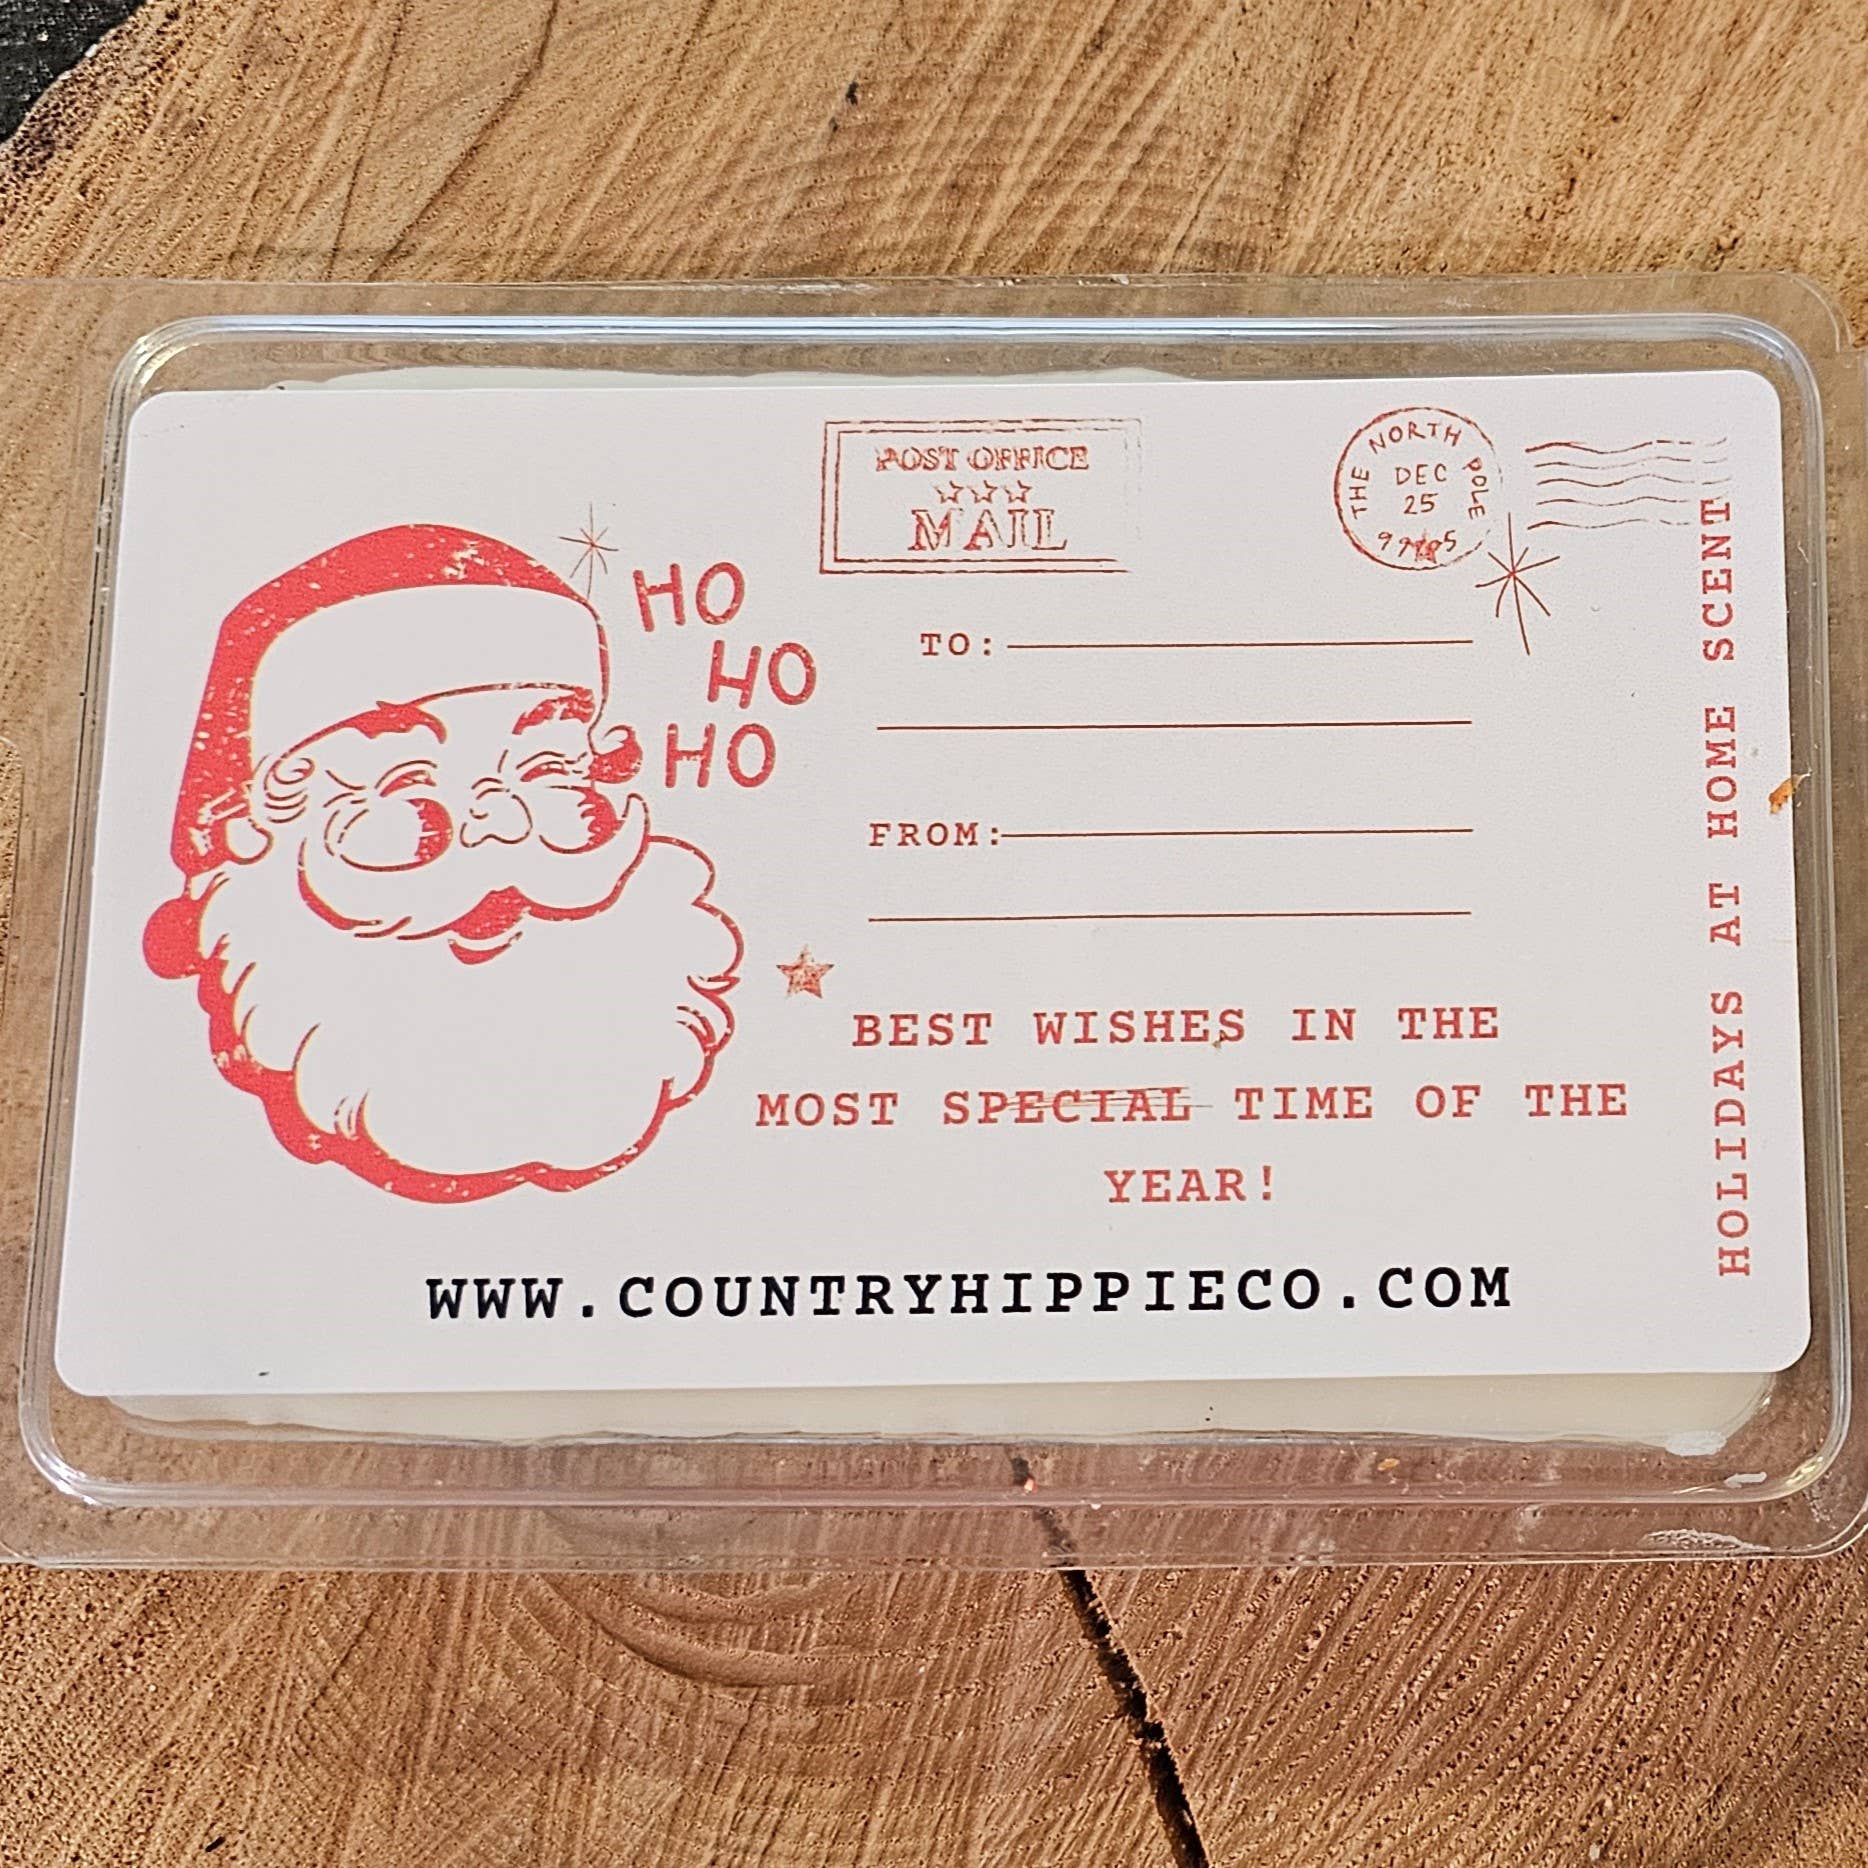 POST OFFICE
MAIL
THE NORTH POLE
DEC
25
HO
HO
HO
TO:
FROM:
BEST WISHES IN THE
MOST SPECIAL TIME OF THE
YEAR!
WWW.COUNTRYHIPPIECO.COM
HOLIDAYS AT HOME SCENT